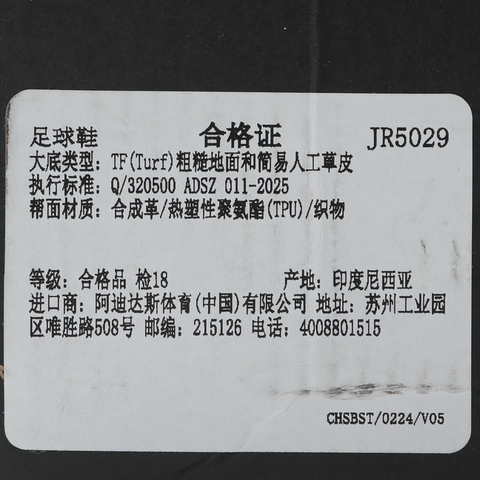 足球鞋 合格证 JR5029
大底类型: TF(Turf)粗糙地面和简易人工草皮
执行标准: Q/320500 ADSZ 011-2025
帮面材质: 合成革/热塑性聚氨酯(TPU)/织物
等级: 合格品 检18 产地: 印度尼西亚
进口商: 阿迪达斯体育(中国)有限公司 地址: 苏州工业园
区唯胜路508号 邮编: 215126 电话: 4008801515
CHSBST/0224/V05